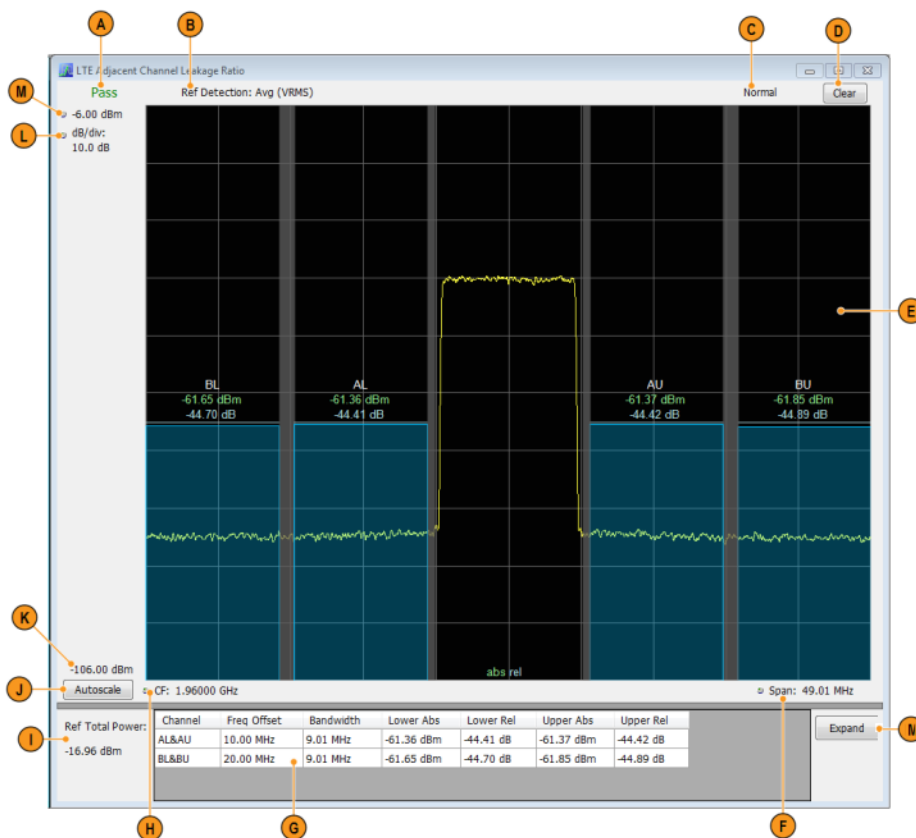 A
B
C
D
LTE Adjacent Channel Leakage Ratio
Pass
Ref Detection: Avg (VRMS)
Normal
Clear
M
-6.00 dBm
L
dB/div:
10.0 dB
E
BL
-61.65 dBm
-44.70 dB
AL
-61.36 dBm
-44.41 dB
AU
-61.37 dBm
-44.42 dB
BU
-61.85 dBm
-44.89 dB
K
-106.00 dBm
abs rel
J
Autoscale
CF: 1.96000 GHz
Span: 49.01 MHz
I
Ref Total Power:
-16.96 dBm
Channel Freq Offset Bandwidth Lower Abs Lower Rel Upper Abs Upper Rel
AL&AU 10.00 MHz 9.01 MHz -61.36 dBm -44.41 dB -61.37 dBm -44.42 dB
BL&BU 20.00 MHz 9.01 MHz -61.65 dBm -44.70 dB -61.85 dBm -44.89 dB
Expand
H
G
F